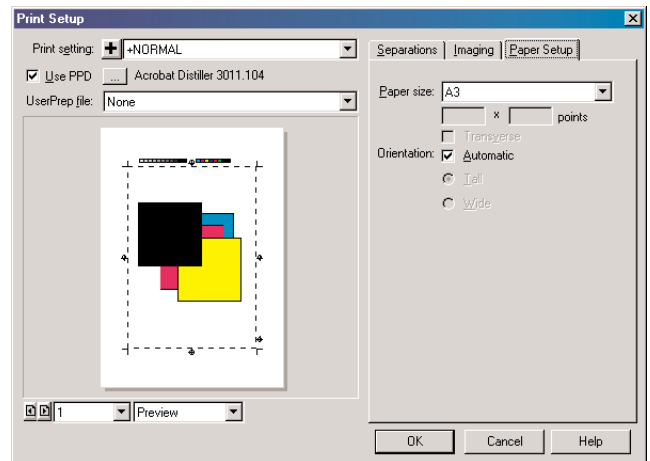 Print Setup
Print setting: +NORMAL
Use PPD ... Acrobat Distiller 3011.104
UserPrep file: None
1 Preview
Separations Imaging Paper Setup
Paper size: A3
x points
Transverse
Orientation: Automatic
Tall
Wide
OK Cancel Help